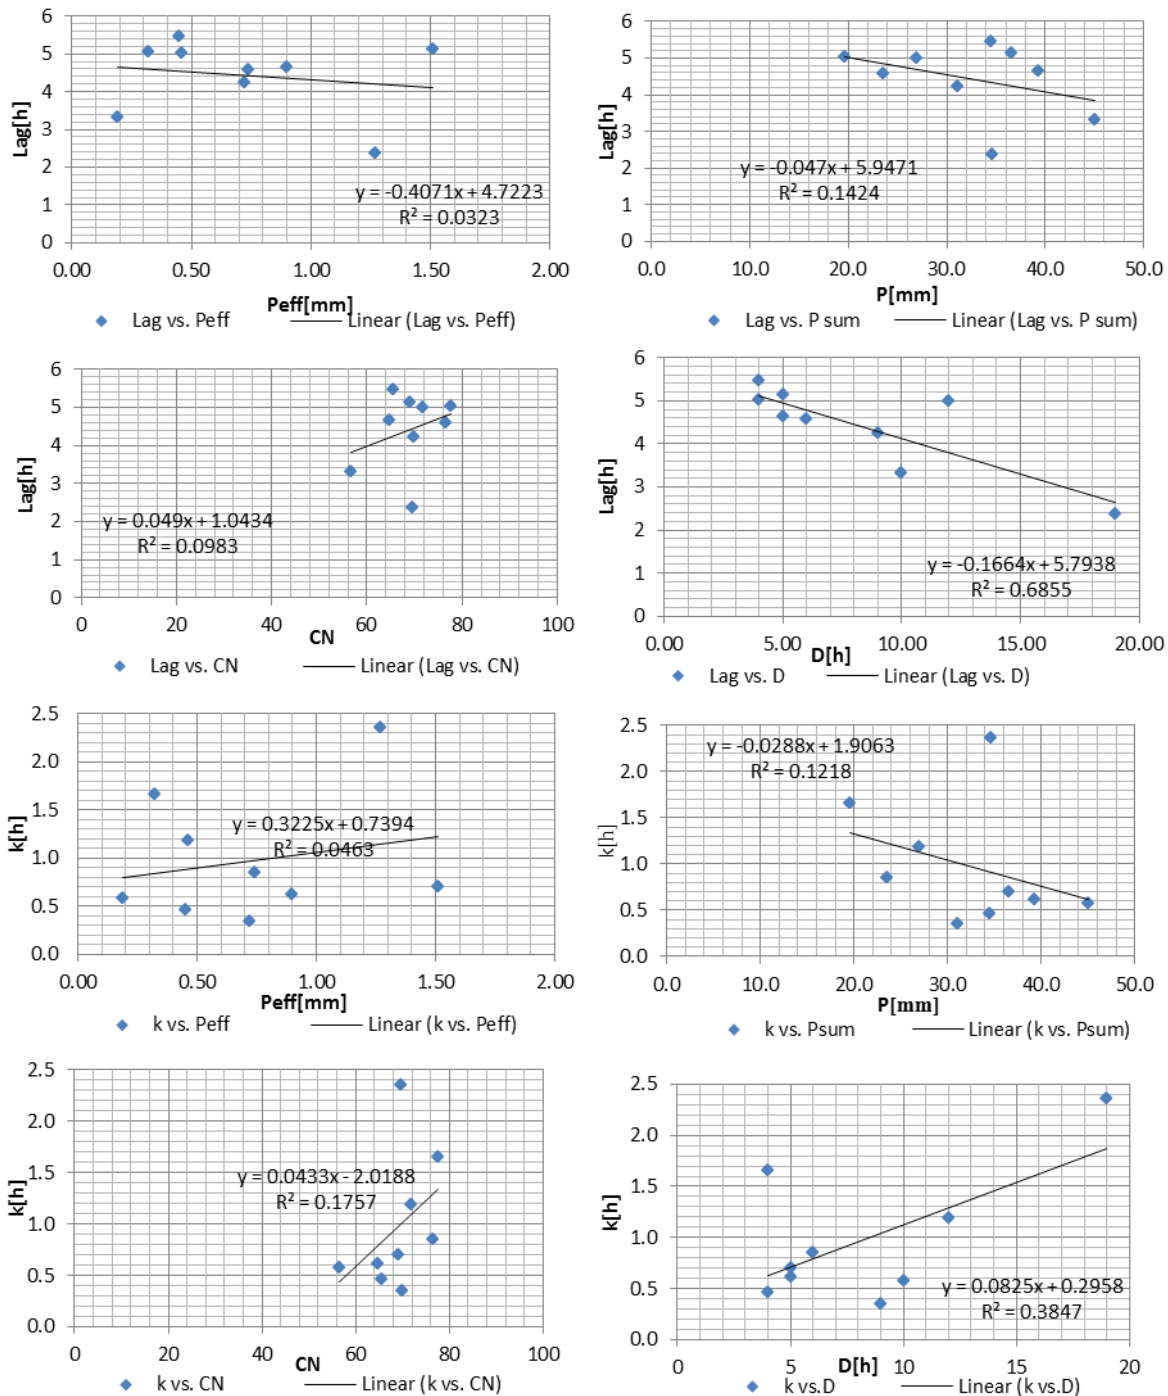 6
5
4
3
2
1
0
Lag[h]
y = -0.4071x + 4.7223
R² = 0.0323
0.00 0.50 1.00 1.50 2.00
Peff[mm]
Lag vs. Peff Linear (Lag vs. Peff)
6
5
4
3
2
1
0
Lag[h]
y = -0.047x + 5.9471
R² = 0.1424
0.0 10.0 20.0 30.0 40.0 50.0
P[mm]
Lag vs. P sum Linear (Lag vs. P sum)
6
5
4
3
2
1
0
Lag[h]
y = 0.049x + 1.0434
R² = 0.0983
0 20 40 60 80 100
CN
Lag vs. CN Linear (Lag vs. CN)
6
5
4
3
2
1
0
Lag[h]
y = -0.1664x + 5.7938
R² = 0.6855
0.00 5.00 10.00 15.00 20.00
D[h]
Lag vs. D Linear (Lag vs. D)
2.5
2.0
1.5
1.0
0.5
0.0
k[h]
y = 0.3225x + 0.7394
R² = 0.0463
0.00 0.50 1.00 1.50 2.00
Peff[mm]
k vs. Peff Linear (k vs. Peff)
2.5
2.0
1.5
1.0
0.5
0.0
k[h]
y = -0.0288x + 1.9063
R² = 0.1218
0.0 10.0 20.0 30.0 40.0 50.0
P[mm]
k vs. Psum Linear (k vs. Psum)
2.5
2.0
1.5
1.0
0.5
0.0
k[h]
y = 0.0433x - 2.0188
R² = 0.1757
0 20 40 60 80 100
CN
k vs. CN Linear (k vs. CN)
2.5
2.0
1.5
1.0
0.5
0.0
k[h]
y = 0.0825x + 0.2958
R² = 0.3847
0 5 10 15 20
D[h]
k vs.D Linear (k vs.D)